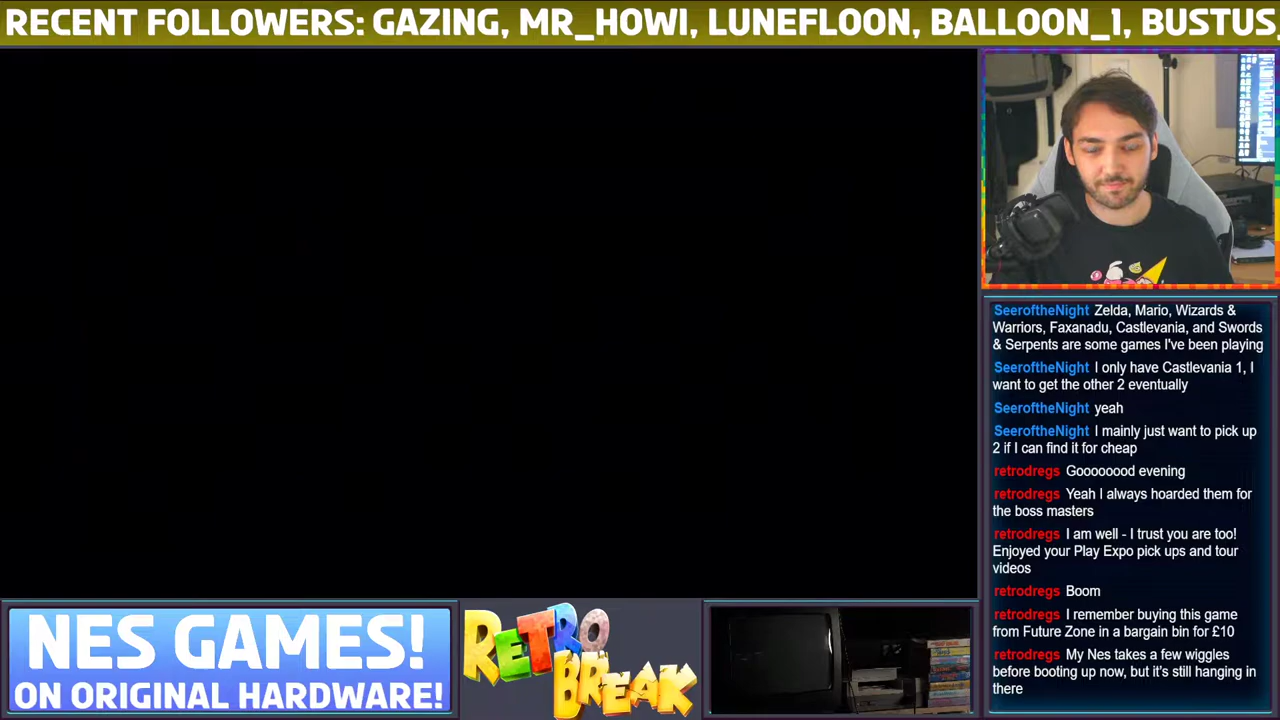 RECENT FOLLOWERS: GAZING, MR_HOWI, LUNEFLOON, BALLOON_1, BUSTUS_
SeeroftheNight Zelda, Mario, Wizards &
Warriors, Faxanadu, Castlevania, and Swords
& Serpents are some games I've been playing
SeeroftheNight I only have Castlevania 1, I
want to get the other 2 eventually
SeeroftheNight yeah
SeeroftheNight I mainly just want to pick up
2 if I can find it for cheap
retrodregs Goooooood evening
retrodregs Yeah I always hoarded them for
the boss masters
retrodregs I am well - I trust you are too!
Enjoyed your Play Expo pick ups and tour
videos
retrodregs Boom
retrodregs I remember buying this game
from Future Zone in a bargain bin for £10
retrodregs My Nes takes a few wiggles
before booting up now, but it's still hanging in
there
NES GAMES!
ON ORIGINAL HARDWARE!
RETRO
BREAK